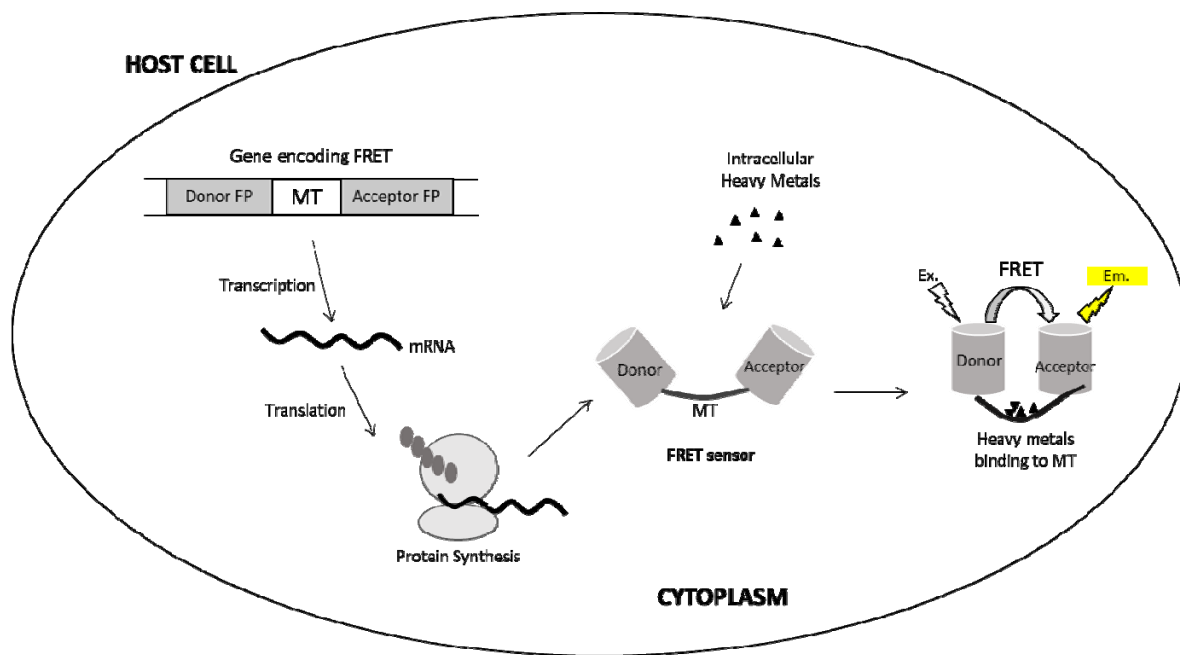 HOST CELL
Gene encoding FRET
Donor FP
MT
Acceptor FP
Transcription
mRNA
Translation
Protein Synthesis
Intracellular
Heavy Metals
Donor
Acceptor
MT
FRET sensor
Ex.
FRET
Em.
Donor
Acceptor
Heavy metals
binding to MT
CYTOPLASM